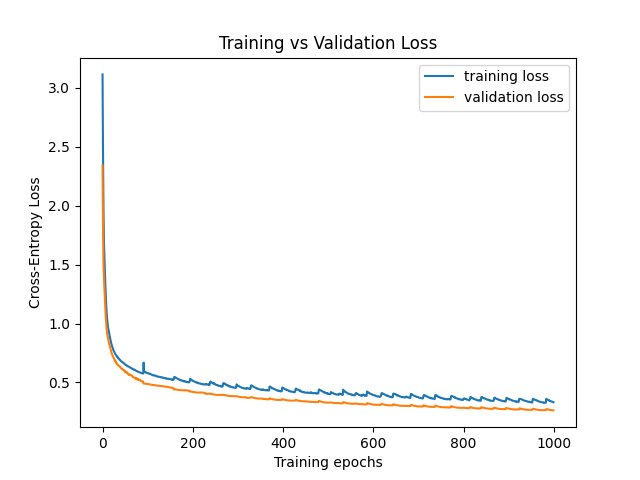 Training vs Validation Loss
training loss
validation loss
Cross-Entropy Loss
3.0
2.5
2.0
1.5
1.0
0.5
0 200 400 600 800 1000
Training epochs